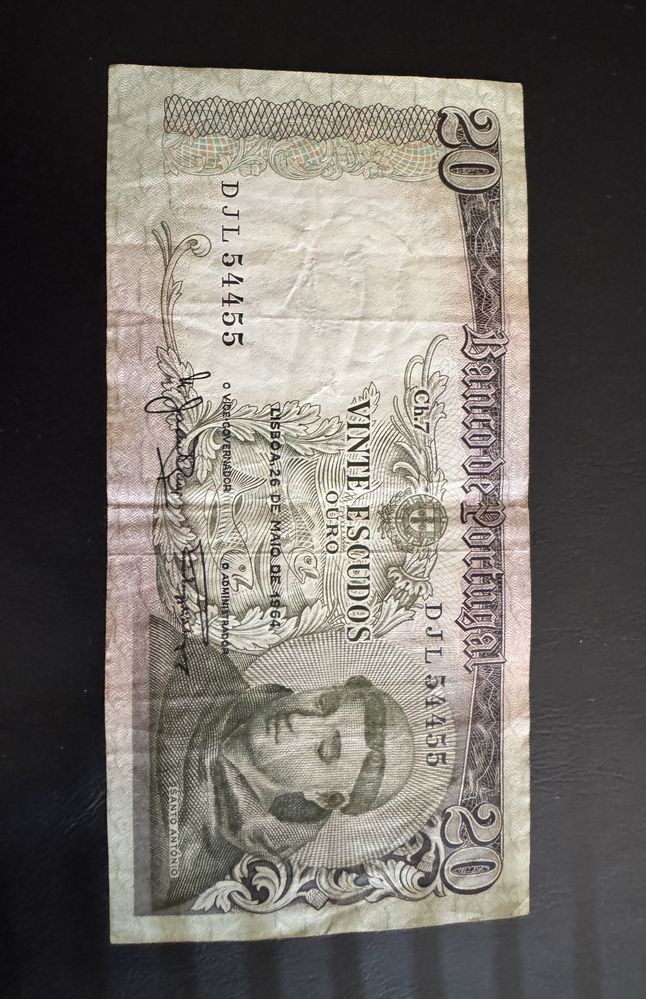 20 Banco de Portugal 20
Ch.7
DJL 54455
VINTE ESCUDOS
OURO
LISBOA, 26 DE MAIO DE 1964
DJL 54455
O VICE-GOVERNADOR
O ADMINISTRADOR
SANTO ANTÓNIO